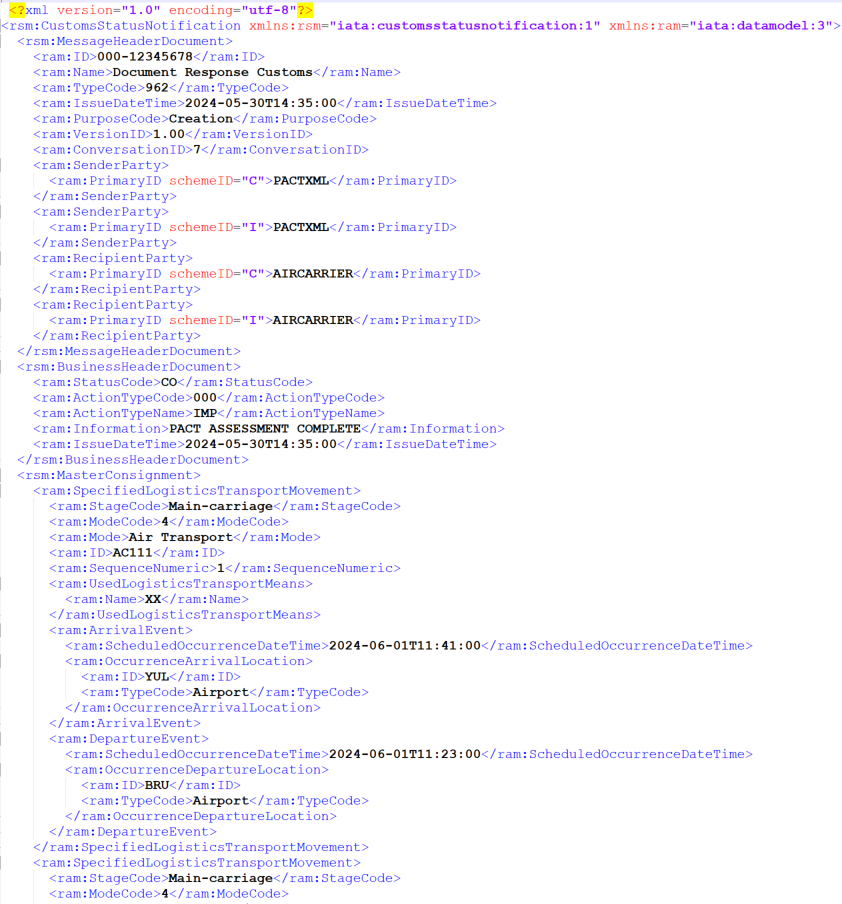 <?xml version="1.0" encoding="utf-8"?>
<rsm:CustomsStatusNotification xmlns:rsm="iata:customsstatusnotification:1" xmlns:ram="iata:datamodel:3">
<rsm:MessageHeaderDocument>
<ram:ID>000-12345678</ram:ID>
<ram:Name>Document Response Customs</ram:Name>
<ram:TypeCode>962</ram:TypeCode>
<ram:IssueDateTime>2024-05-30T14:35:00</ram:IssueDateTime>
<ram:PurposeCode>Creation</ram:PurposeCode>
<ram:VersionID>1.00</ram:VersionID>
<ram:ConversationID>7</ram:ConversationID>
<ram:SenderParty>
<ram:PrimaryID schemeID="C">PACTXML</ram:PrimaryID>
</ram:SenderParty>
<ram:SenderParty>
<ram:PrimaryID schemeID="I">PACTXML</ram:PrimaryID>
</ram:SenderParty>
<ram:RecipientParty>
<ram:PrimaryID schemeID="C">AIRCARRIER</ram:PrimaryID>
</ram:RecipientParty>
<ram:RecipientParty>
<ram:PrimaryID schemeID="I">AIRCARRIER</ram:PrimaryID>
</ram:RecipientParty>
</rsm:MessageHeaderDocument>
<rsm:BusinessHeaderDocument>
<ram:StatusCode>CO</ram:StatusCode>
<ram:ActionTypeCode>000</ram:ActionTypeCode>
<ram:ActionTypeName>IMP</ram:ActionTypeName>
<ram:Information>PACT ASSESSMENT COMPLETE</ram:Information>
<ram:IssueDateTime>2024-05-30T14:35:00</ram:IssueDateTime>
</rsm:BusinessHeaderDocument>
<rsm:MasterConsignment>
<ram:SpecifiedLogisticsTransportMovement>
<ram:StageCode>Main-carriage</ram:StageCode>
<ram:ModeCode>4</ram:ModeCode>
<ram:Mode>Air Transport</ram:Mode>
<ram:ID>AC111</ram:ID>
<ram:SequenceNumeric>1</ram:SequenceNumeric>
<ram:UsedLogisticsTransportMeans>
<ram:Name>XX</ram:Name>
</ram:UsedLogisticsTransportMeans>
<ram:ArrivalEvent>
<ram:ScheduledOccurrenceDateTime>2024-06-01T11:41:00</ram:ScheduledOccurrenceDateTime>
<ram:OccurrenceArrivalLocation>
<ram:ID>YUL</ram:ID>
<ram:TypeCode>Airport</ram:TypeCode>
</ram:OccurrenceArrivalLocation>
</ram:ArrivalEvent>
<ram:DepartureEvent>
<ram:ScheduledOccurrenceDateTime>2024-06-01T11:23:00</ram:ScheduledOccurrenceDateTime>
<ram:OccurrenceDepartureLocation>
<ram:ID>BRU</ram:ID>
<ram:TypeCode>Airport</ram:TypeCode>
</ram:OccurrenceDepartureLocation>
</ram:DepartureEvent>
</ram:SpecifiedLogisticsTransportMovement>
<ram:SpecifiedLogisticsTransportMovement>
<ram:StageCode>Main-carriage</ram:StageCode>
<ram:ModeCode>4</ram:ModeCode>